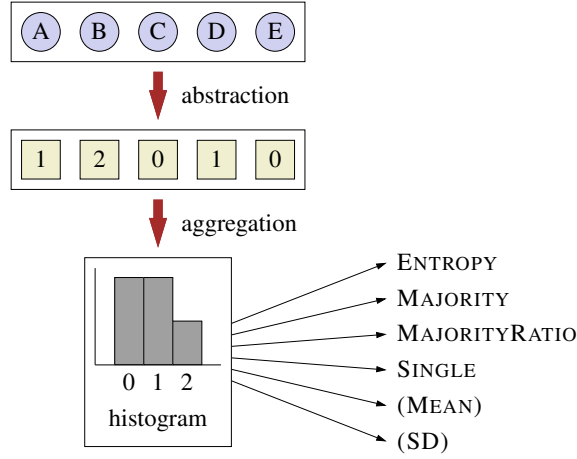 A B C D E
abstraction
1 2 0 1 0
aggregation
ENTROPY
MAJORITY
MAJORITYRATIO
SINGLE
(MEAN)
(SD)
0 1 2
histogram